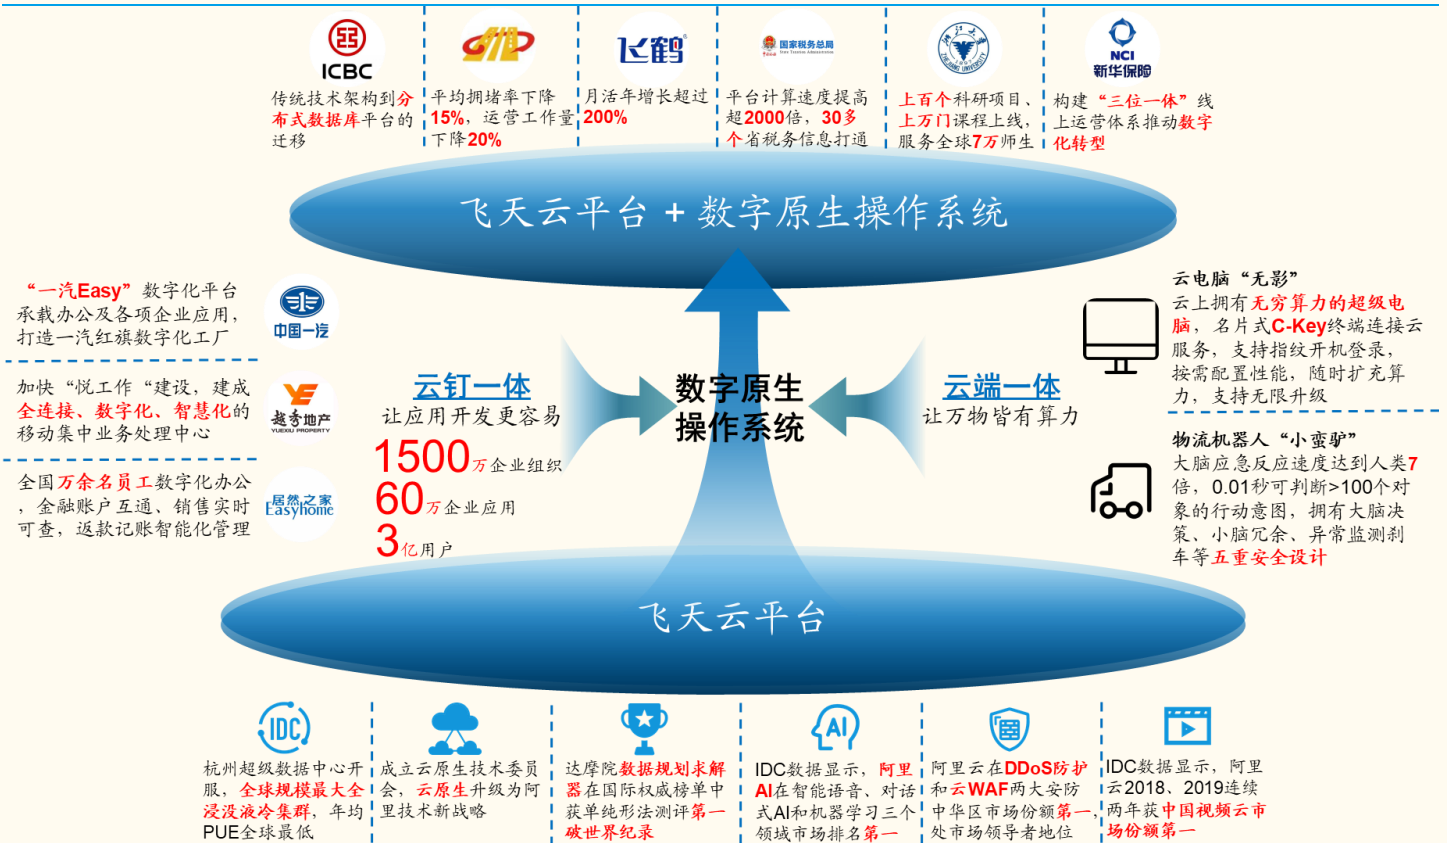 ICBC
传统技术架构到分
布式数据库平台的
迁移
平均拥堵率下降
15%，运营工作量
下降20%
飞鹤
月活年增长超过
200%
国家税务总局
平台计算速度提高
超2000倍，30多
个省税务信息打通
上百个科研项目、
上万门课程上线，
服务全球7万师生
NCI
新华保险
构建“三位一体”线
上运营体系推动数字
化转型
飞天云平台 + 数字原生操作系统
“一汽Easy”数字化平台
承载办公及各项企业应用，
打造一汽红旗数字化工厂
中国一汽
加快“悦工作“建设，建成
全连接、数字化、智慧化的
移动集中业务处理中心
越秀地产
YUEXIU PROPERTY
全国万余名员工数字化办公
，金融账户互通、销售实时
可查，返款记账智能化管理
居然之家
Easyhome
云钉一体
让应用开发更容易
1500万企业组织
60万企业应用
3亿用户
数字原生
操作系统
云端一体
让万物皆有算力
云电脑“无影”
云上拥有无穷算力的超级电
脑，名片式C-Key终端连接云
服务，支持指纹开机登录，
按需配置性能，随时扩充算
力，支持无限升级
物流机器人“小蛮驴”
大脑应急反应速度达到人类7
倍，0.01秒可判断>100个对
象的行动意图，拥有大脑决
策、小脑冗余、异常监测刹
车等五重安全设计
飞天云平台
IDC
杭州超级数据中心开
服，全球规模最大全
浸没液冷集群，年均
PUE全球最低
成立云原生技术委员
会，云原生升级为阿
里技术新战略
达摩院数据规划求解
器在国际权威榜单中
获单纯形法测评第一
破世界纪录
AI
IDC数据显示，阿里
AI在智能语音、对话
式AI和机器学习三个
领域市场排名第一
阿里云在DDoS防护
和云WAF两大安防
中华区市场份额第一，
处市场领导者地位
IDC数据显示，阿里
云2018、2019连续
两年获中国视频云市
场份额第一